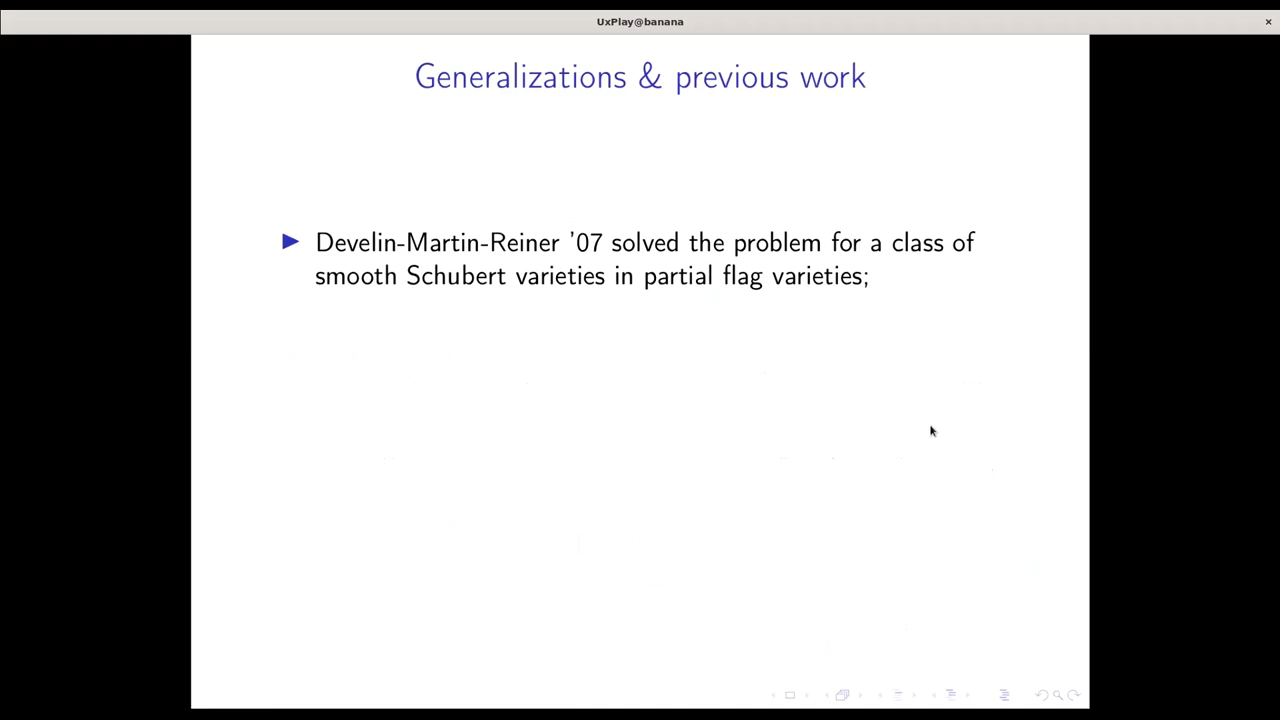 UxPlay@banana
×
Generalizations & previous work
▶ Develin-Martin-Reiner ’07 solved the problem for a class of
smooth Schubert varieties in partial flag varieties;